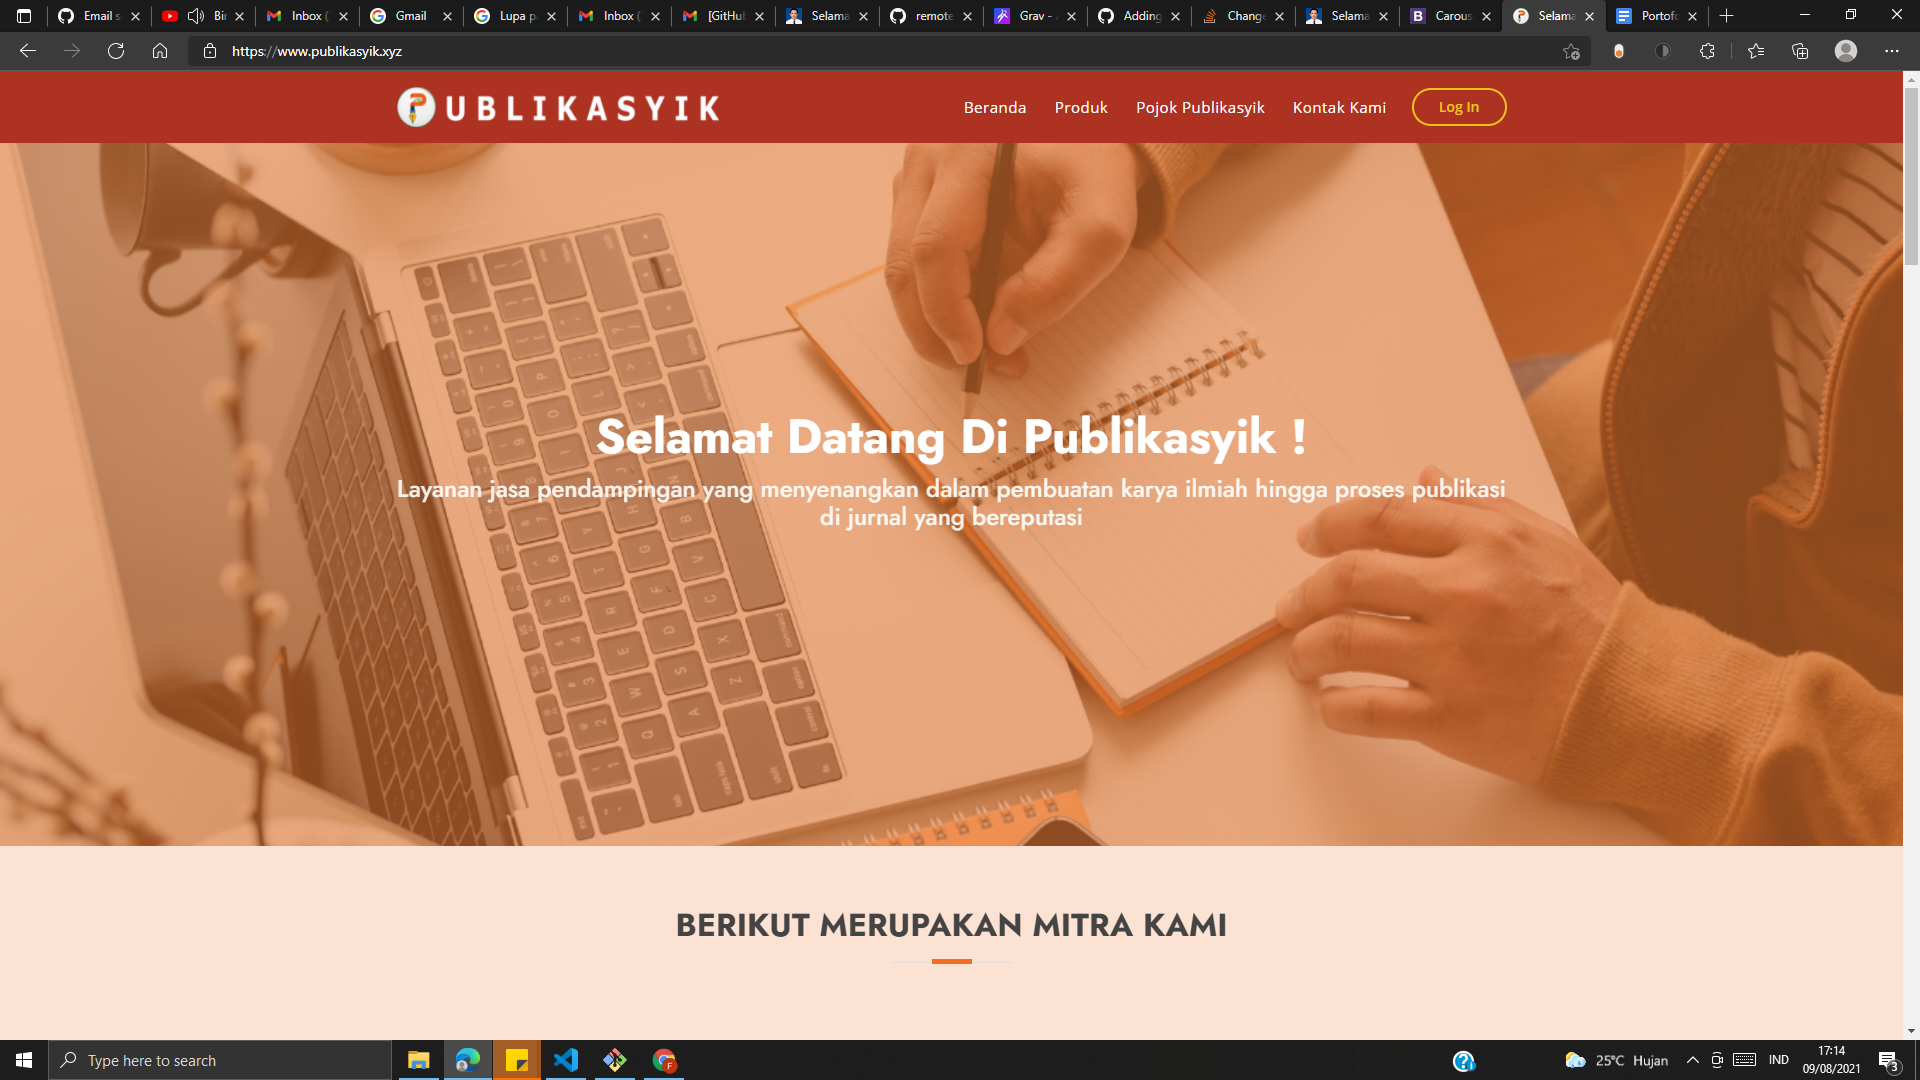 Email s
Bir
Inbox (
Gmail
Lupa p
Inbox (
[GitHu
Selama
remote
Grav - 
Adding
Change
Selama
Carous
Selama
Portofo
https://www.publikasyik.xyz
PUBLIKASYIK
Beranda
Produk
Pojok Publikasyik
Kontak Kami
Log In
Selamat Datang Di Publikasyik !
Layanan jasa pendampingan yang menyenangkan dalam pembuatan karya ilmiah hingga proses publikasi
di jurnal yang bereputasi
BERIKUT MERUPAKAN MITRA KAMI
Type here to search
25°C Hujan
IND
17:14
09/08/2021
3